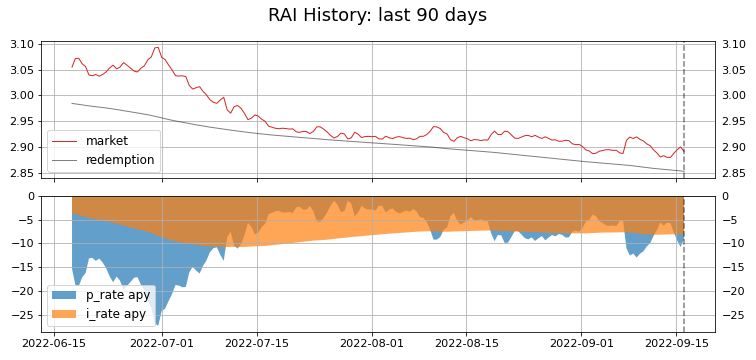 RAI History: last 90 days
3.10 3.10
3.05 3.05
3.00 3.00
2.95 2.95
2.90 2.90
2.85 2.85
market
redemption
0 0
−5 −5
−10 −10
−15 −15
−20 −20
−25 −25
p_rate apy
i_rate apy
2022-06-15 2022-07-01 2022-07-15 2022-08-01 2022-08-15 2022-09-01 2022-09-15